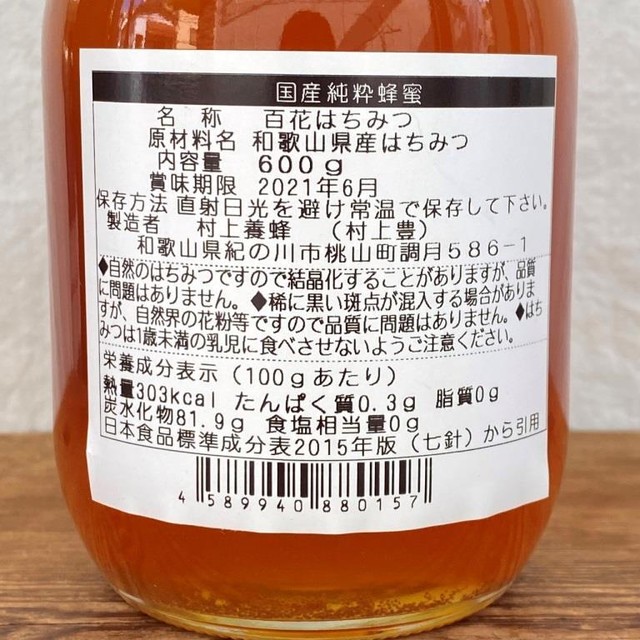 国産純粋蜂蜜
名　称　百花はちみつ
原材料名 和歌山県産はちみつ
内容量　６００ｇ
賞味期限 2021年6月
保存方法 直射日光を避け常温で保存して下さい。
製造者　村上養蜂　（村上豊）
和歌山県紀の川市桃山町調月５８６−１
◆自然のはちみつですので結晶化することがありますが、品質
に問題はありません。◆稀に黒い斑点が混入する場合がありま
すが、自然界の花粉等ですので品質に問題はありません。◆はち
みつは1歳未満の乳児に食べさせないようご注意ください。
栄養成分表示（100ｇあたり）
熱量303kcal たんぱく質0.3g 脂質0g
炭水化物81.9g 食塩相当量0g
日本食品標準成分表2015年版（七訂）から引用
4 589940 880157